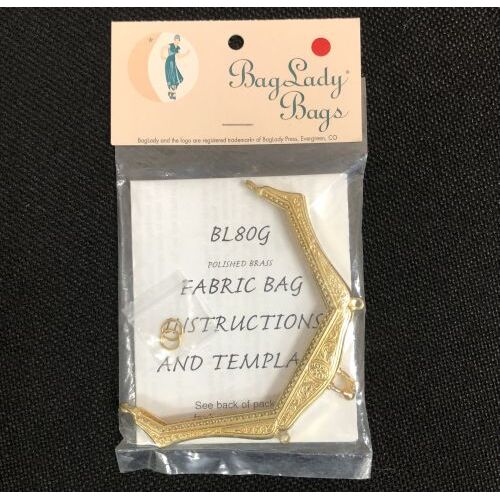 BagLady®
Bags
BagLady and the logo are registered trademarks of BagLady Press, Evergreen, CO
BL80G
POLISHED BRASS
FABRIC BAG
INSTRUCTIONS
AND
See back of pack